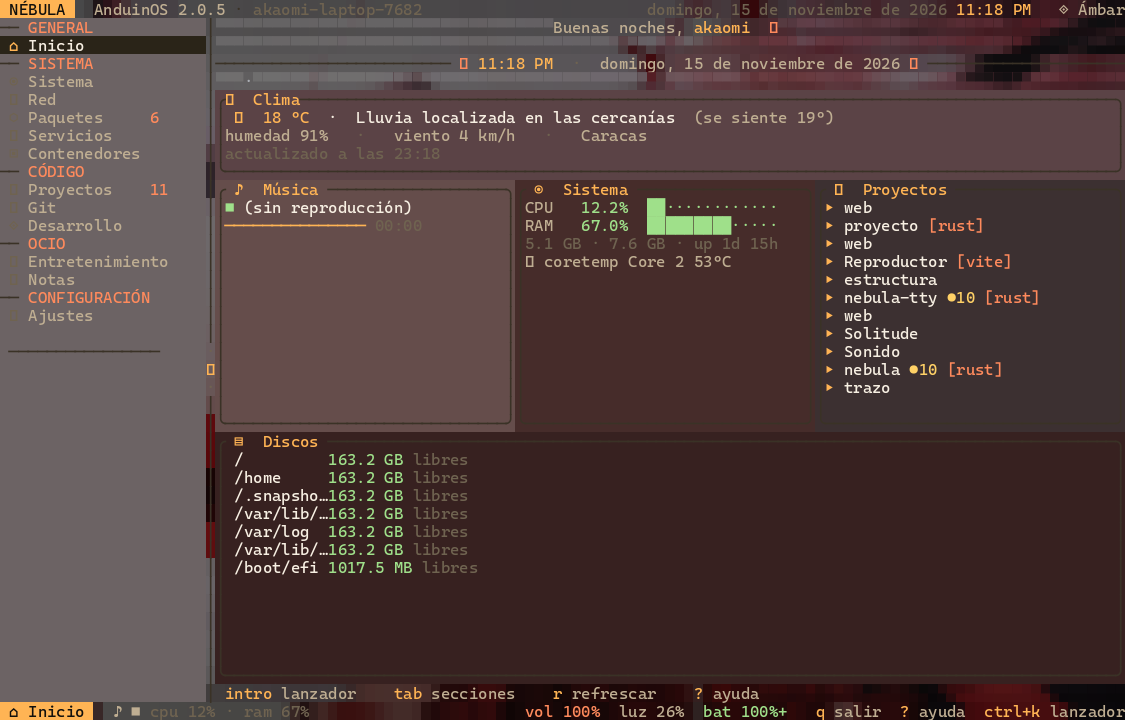 NÉBULA AnduinOS 2.0.5 · akaomi-laptop-7682 domingo, 15 de noviembre de 2026 11:18 PM ◈ Ámbar
GENERAL
⌂ Inicio
SISTEMA
Sistema
Red
Paquetes 6
Servicios
Contenedores
CÓDIGO
Proyectos 11
Git
Desarrollo
OCIO
Entretenimiento
Notas
CONFIGURACIÓN
Ajustes
Buenas noches, akaomi
11:18 PM · domingo, 15 de noviembre de 2026
Clima
18 °C · Lluvia localizada en las cercanías (se siente 19°)
humedad 91% · viento 4 km/h · Caracas
actualizado a las 23:18
♪ Música
■ (sin reproducción)
00:00
◉ Sistema
CPU 12.2%
RAM 67.0%
5.1 GB · 7.6 GB · up 1d 15h
coretemp Core 2 53°C
Proyectos
▸ web
▸ proyecto [rust]
▸ web
▸ Reproductor [vite]
▸ estructura
▸ nebula-tty ●10 [rust]
▸ web
▸ Solitude
▸ Sonido
▸ nebula ●10 [rust]
▸ trazo
▤ Discos
/ 163.2 GB libres
/home 163.2 GB libres
/.snapsho…163.2 GB libres
/var/lib/…163.2 GB libres
/var/log 163.2 GB libres
/var/lib/…163.2 GB libres
/boot/efi 1017.5 MB libres
intro lanzador tab secciones r refrescar ? ayuda
⌂ Inicio ♪ ■ cpu 12% · ram 67% vol 100% luz 26% bat 100%+ q salir ? ayuda ctrl+k lanzador